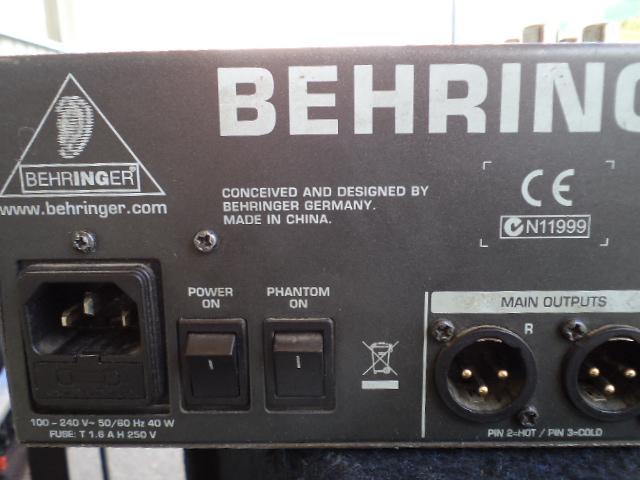 BEHRING
BEHRINGER
www.behringer.com
CONCEIVED AND DESIGNED BY
BEHRINGER GERMANY.
MADE IN CHINA.
CE
N11999
POWER
ON
PHANTOM
ON
MAIN OUTPUTS
R
100 - 240 V~ 50/60 Hz 40 W
FUSE: T 1.6 A H 250 V
PIN 2=HOT / PIN 3=COLD